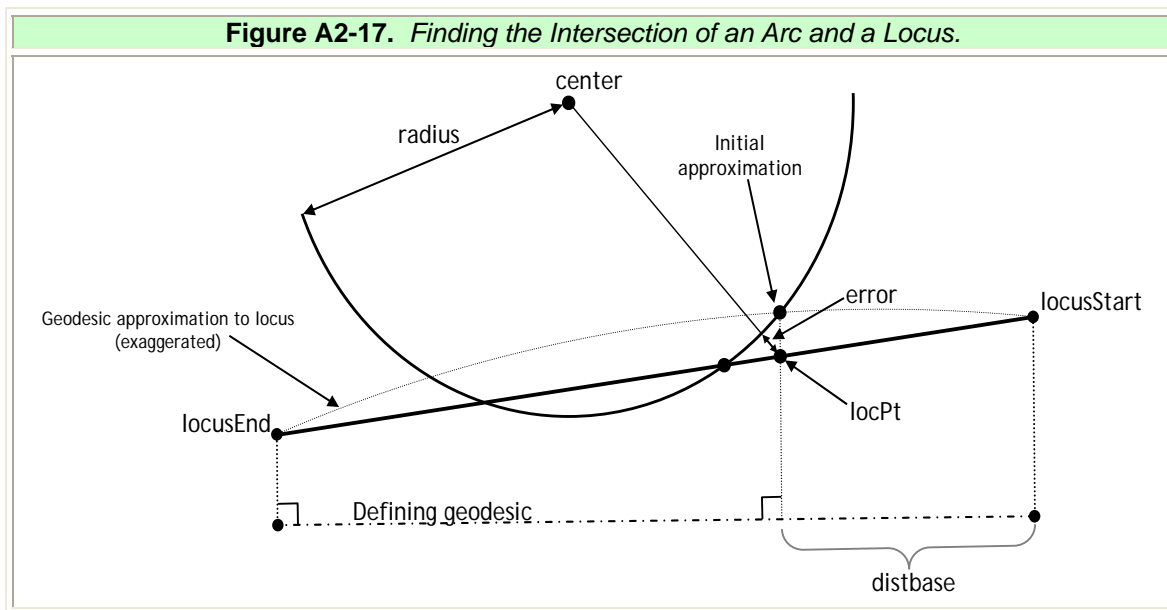 Figure A2-17. Finding the Intersection of an Arc and a Locus.
center
radius
Initial
approximation
error
locusStart
Geodesic approximation to locus
(exaggerated)
locusEnd
locPt
Defining geodesic
distbase